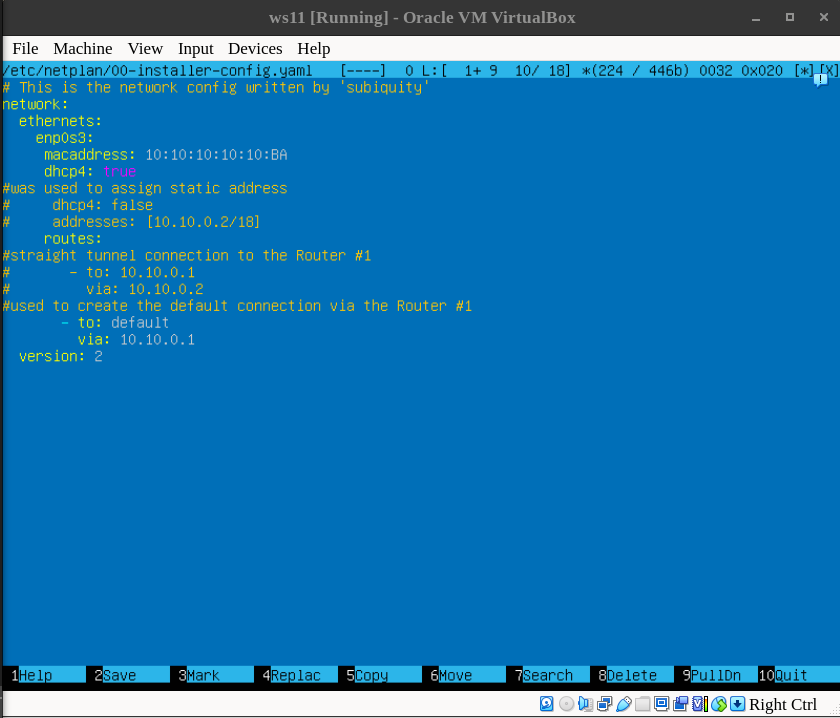 ws11 [Running] - Oracle VM VirtualBox
File Machine View Input Devices Help
/etc/netplan/00-installer-config.yaml [----] 0 L:[ 1+ 9 10/ 18] *(224 / 446b) 0032 0x020 [*][X]
# This is the network config written by 'subiquity'
network:
  ethernets:
    enp0s3:
     macaddress: 10:10:10:10:10:BA
     dhcp4: true
#was used to assign static address
#     dhcp4: false
#     addresses: [10.10.0.2/18]
     routes:
#straight tunnel connection to the Router #1
#       - to: 10.10.0.1
#         via: 10.10.0.2
#used to create the default connection via the Router #1
       - to: default
         via: 10.10.0.1
  version: 2
1Help 2Save 3Mark 4Replac 5Copy 6Move 7Search 8Delete 9PullDn 10Quit
Right Ctrl